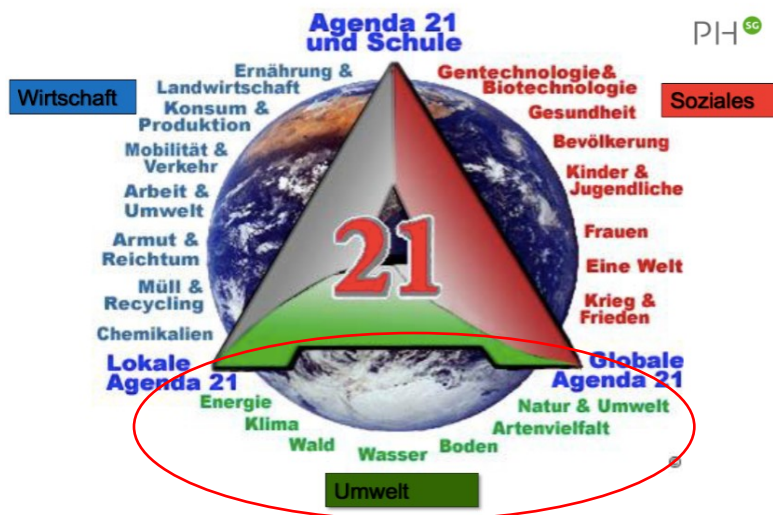 Agenda 21
und Schule
PH SG
Wirtschaft
Soziales
Ernährung &
Landwirtschaft
Konsum &
Produktion
Mobilität &
Verkehr
Arbeit &
Umwelt
Armut &
Reichtum
Müll &
Recycling
Chemikalien
Gentechnologie&
Biotechnologie
Gesundheit
Bevölkerung
Kinder &
Jugendliche
Frauen
Eine Welt
Krieg &
Frieden
21
Lokale
Agenda 21
Globale
Agenda 21
Energie
Klima
Wald
Wasser
Boden
Artenvielfalt
Natur & Umwelt
Umwelt